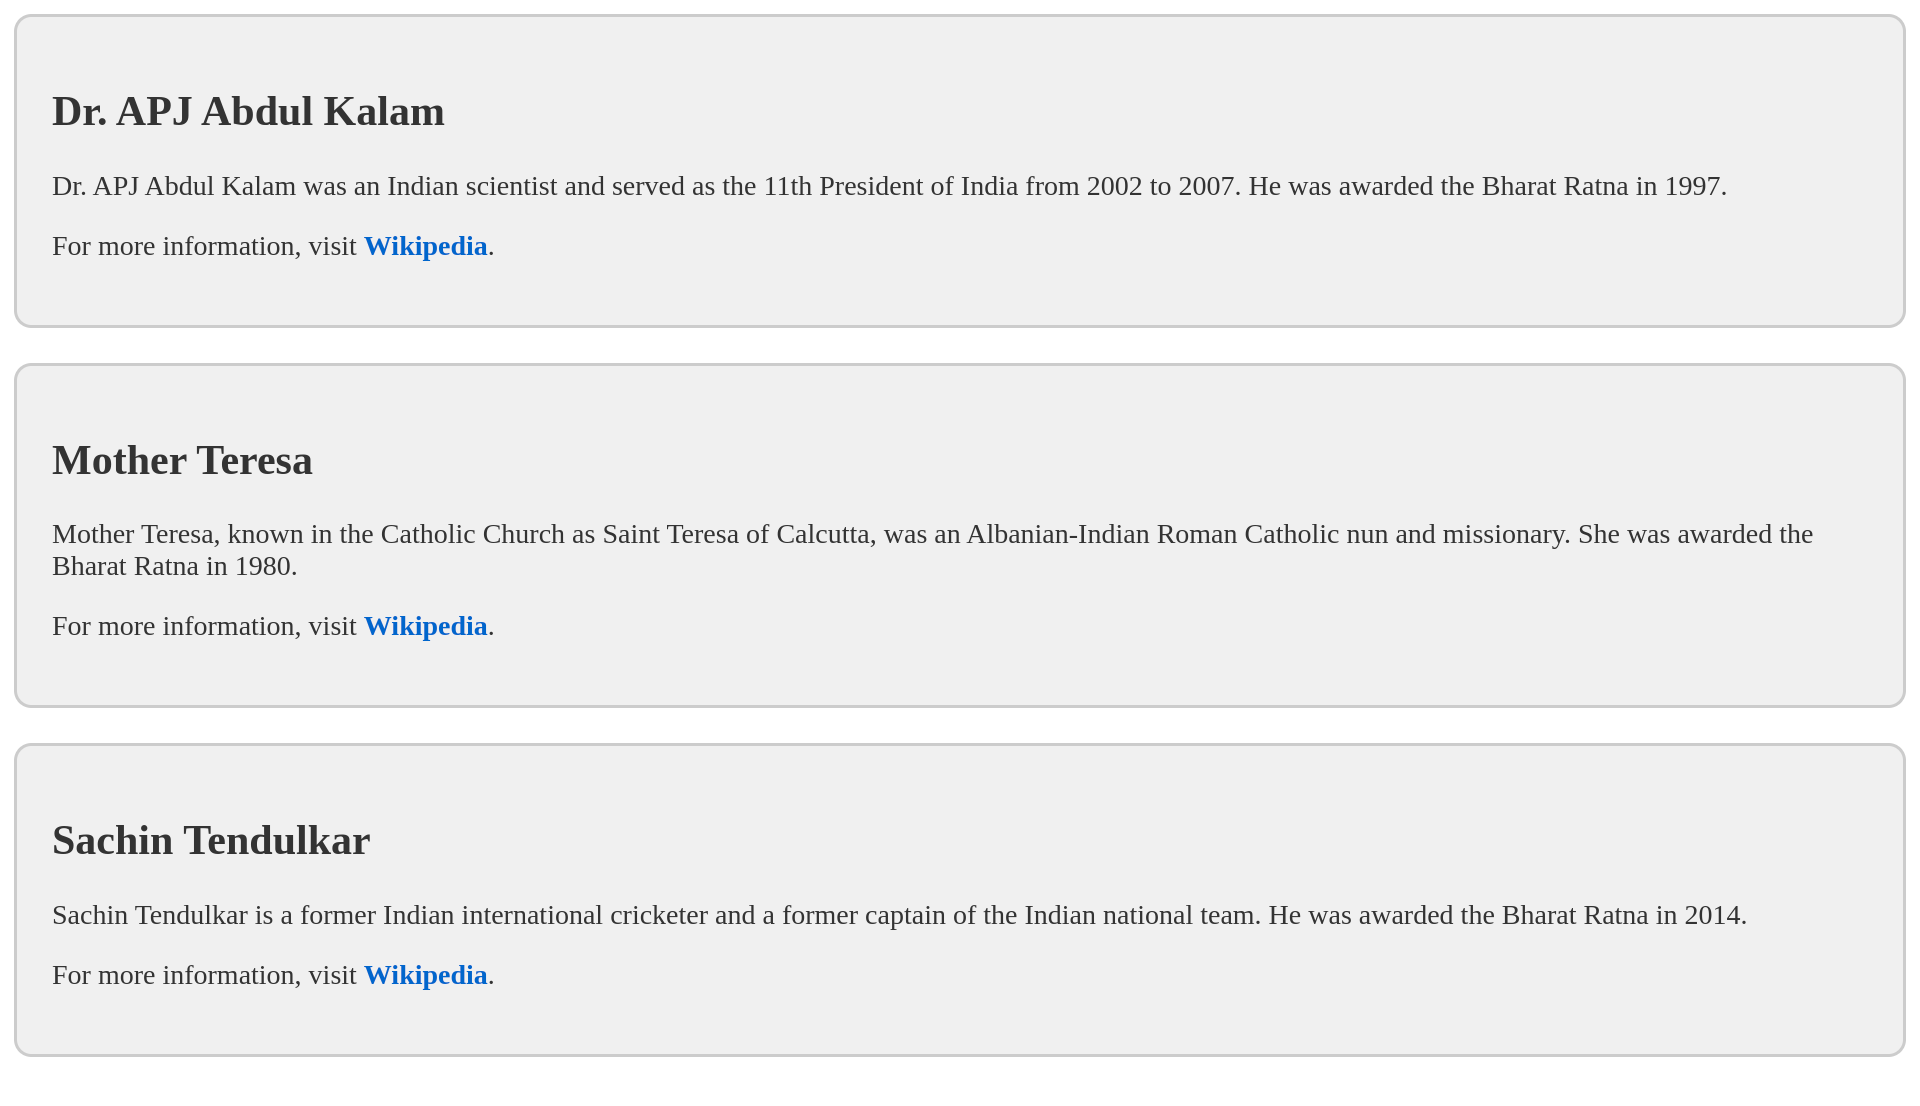 Dr. APJ Abdul Kalam
Dr. APJ Abdul Kalam was an Indian scientist and served as the 11th President of India from 2002 to 2007. He was awarded the Bharat Ratna in 1997.
For more information, visit Wikipedia.
Mother Teresa
Mother Teresa, known in the Catholic Church as Saint Teresa of Calcutta, was an Albanian-Indian Roman Catholic nun and missionary. She was awarded the
Bharat Ratna in 1980.
For more information, visit Wikipedia.
Sachin Tendulkar
Sachin Tendulkar is a former Indian international cricketer and a former captain of the Indian national team. He was awarded the Bharat Ratna in 2014.
For more information, visit Wikipedia.